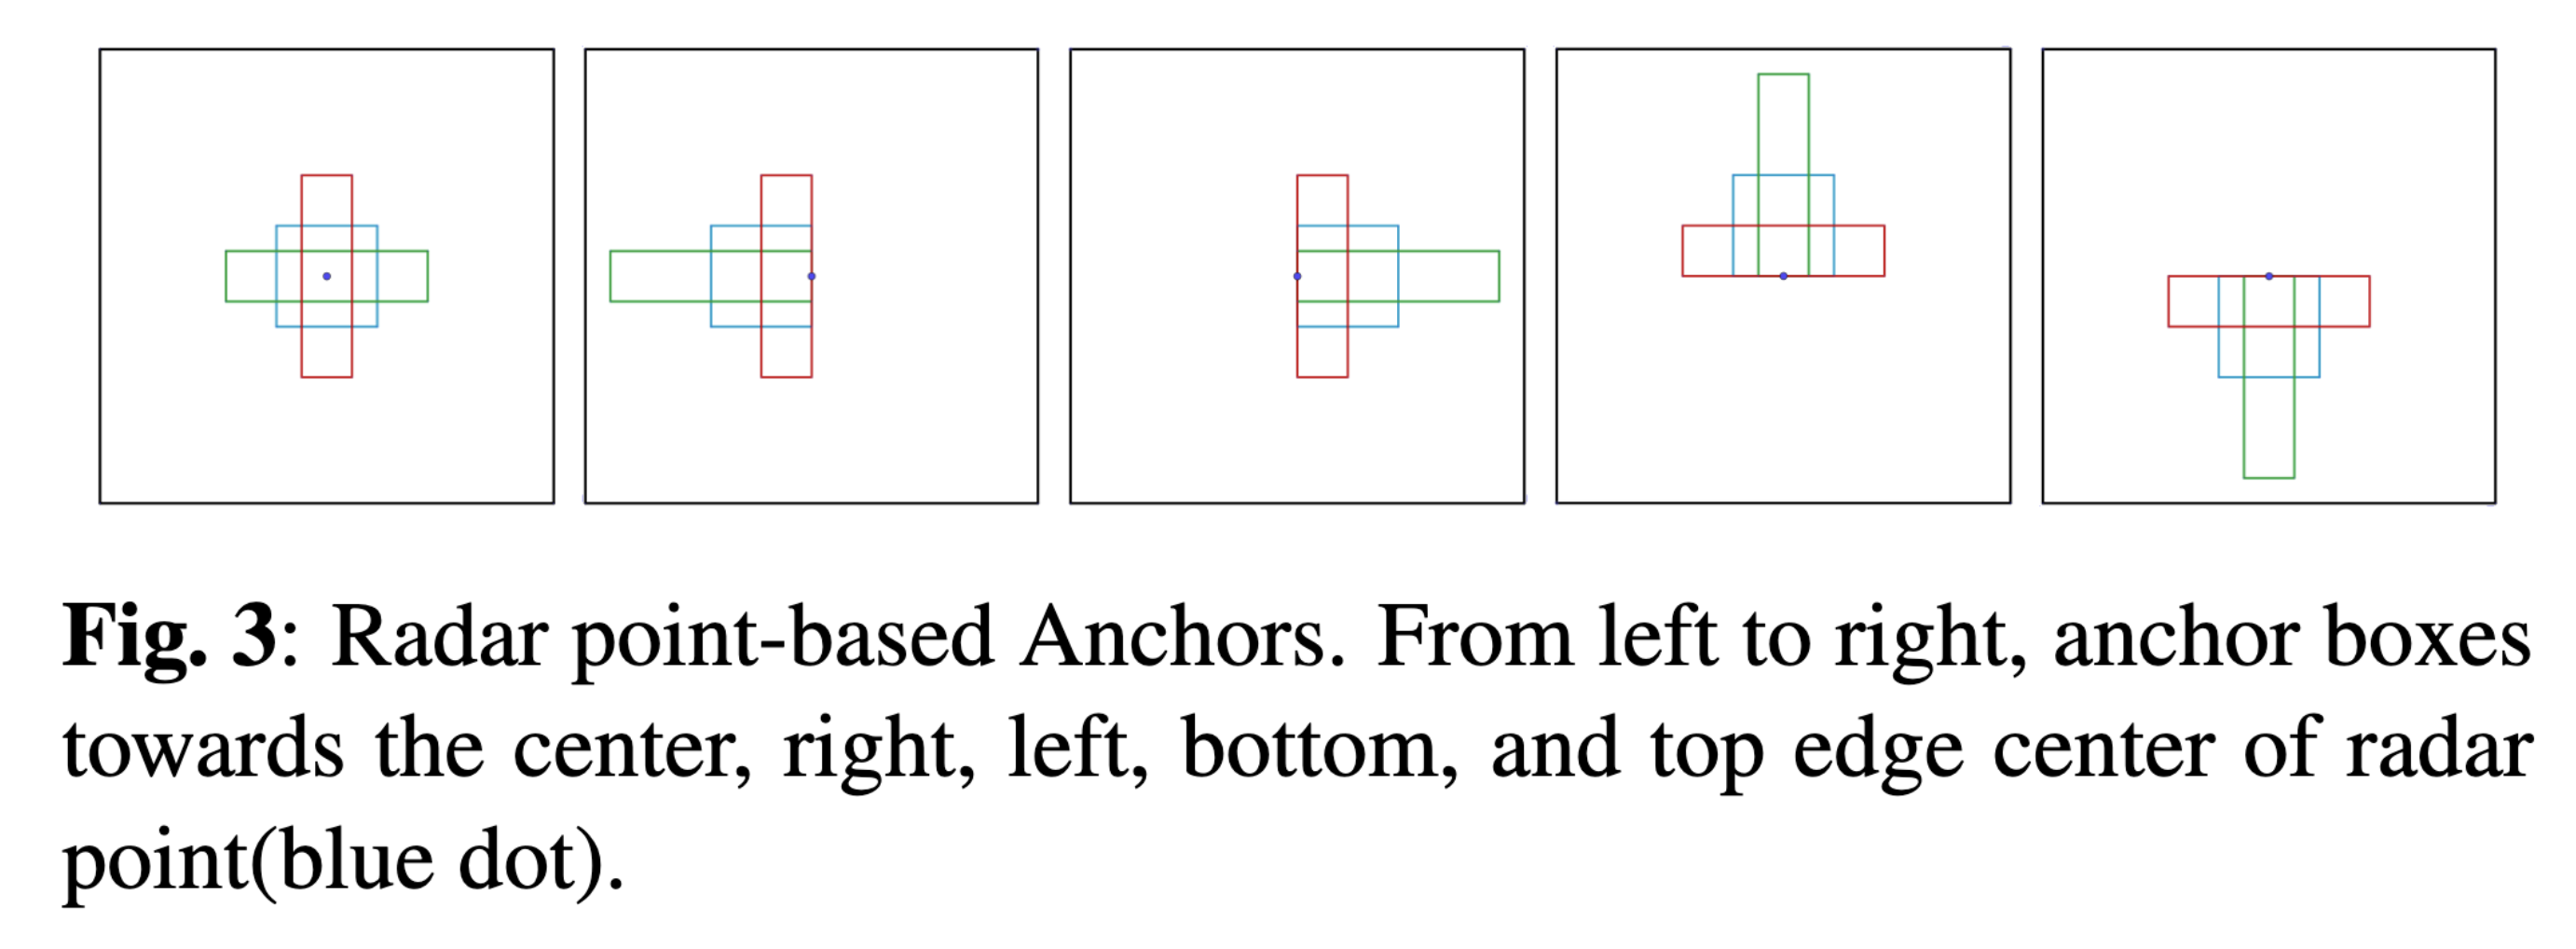 Fig. 3: Radar point-based Anchors. From left to right, anchor boxes
towards the center, right, left, bottom, and top edge center of radar
point(blue dot).